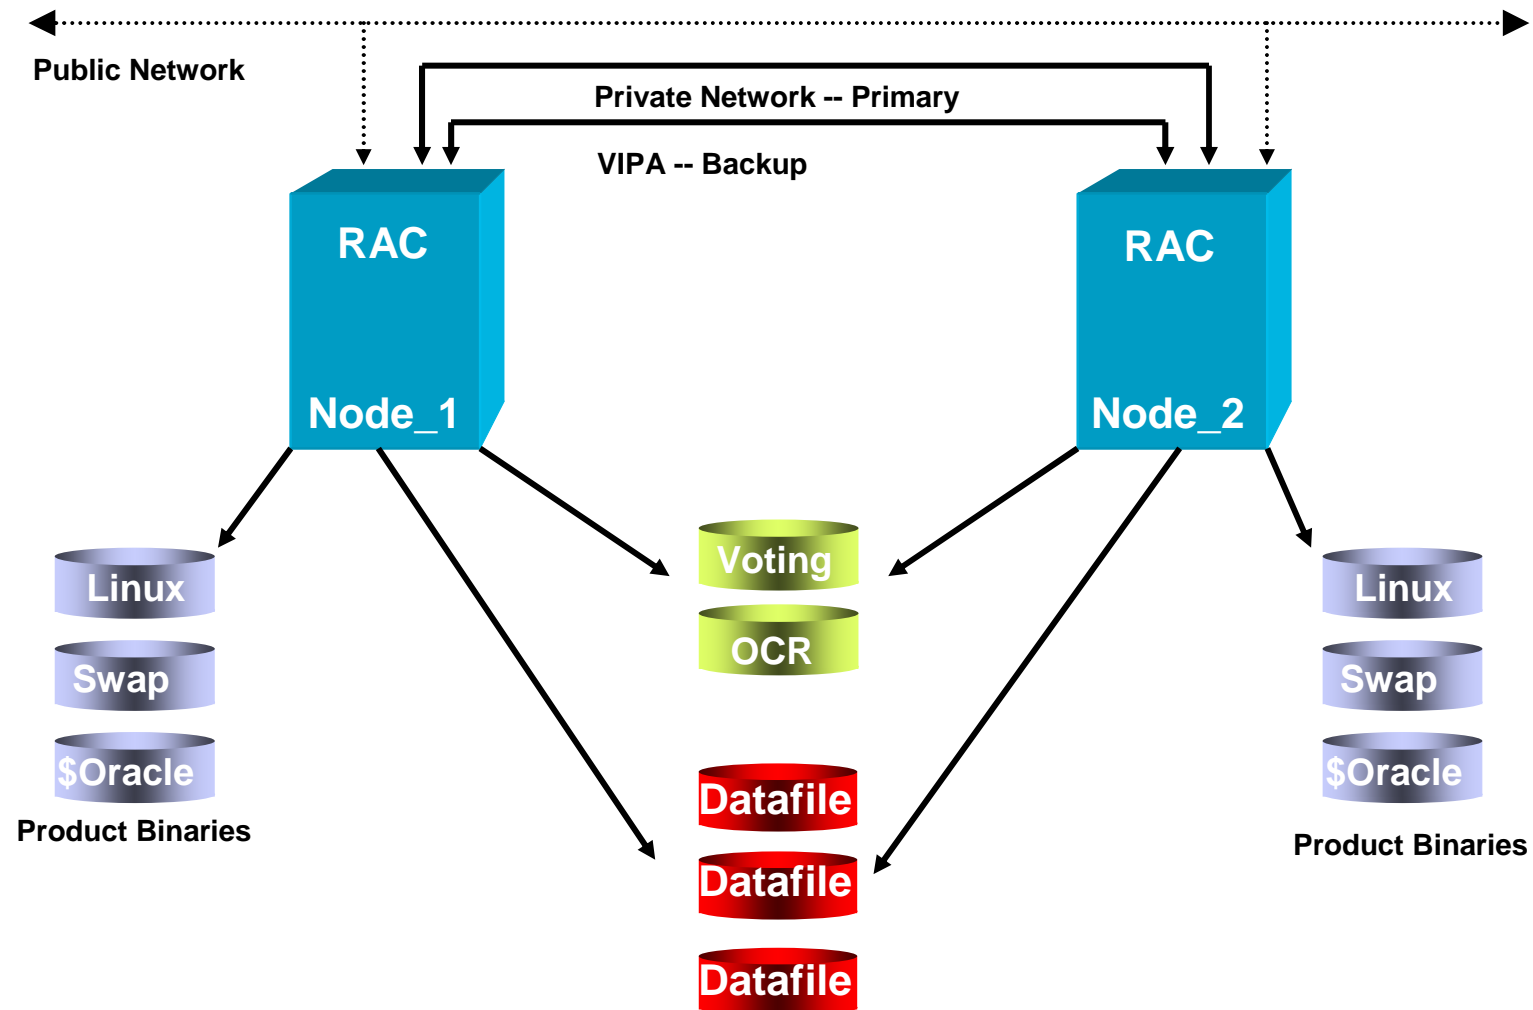 Public Network
Private Network -- Primary
VIPA -- Backup
RAC
Node_1
RAC
Node_2
Linux
Swap
$Oracle
Product Binaries
Voting
OCR
Datafile
Datafile
Datafile
Linux
Swap
$Oracle
Product Binaries